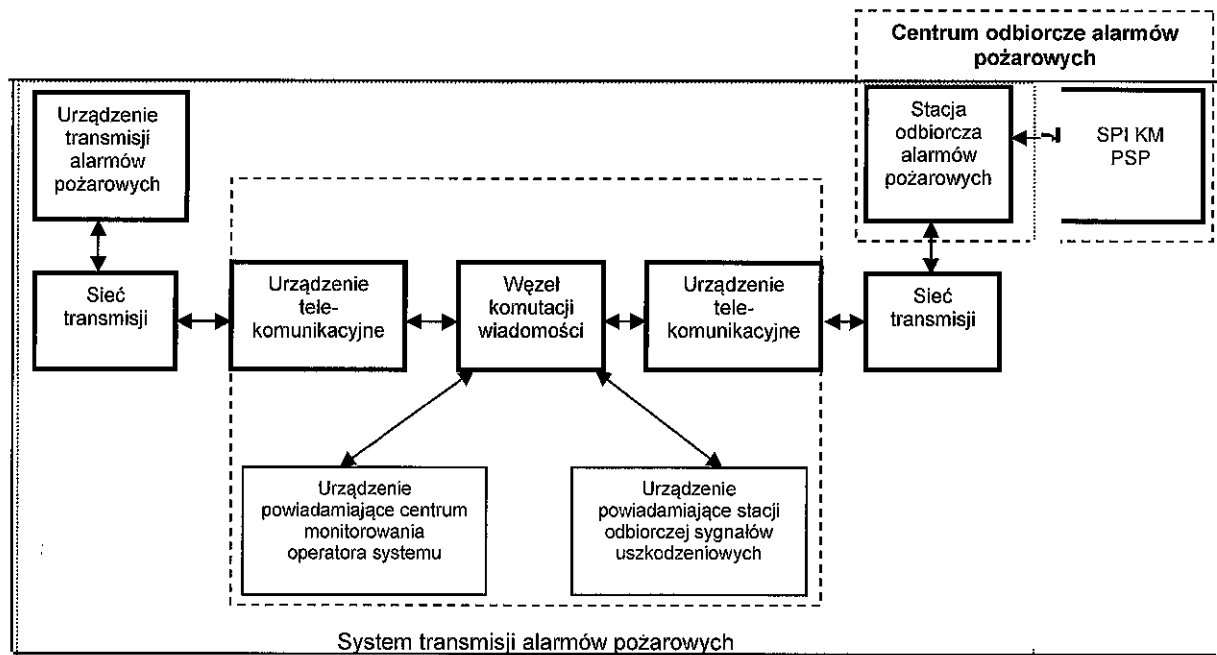 Centrum odbiorcze alarmów
pożarowych
Urządzenie
transmisji
alarmów
pożarowych
Stacja
odbiorcza
alarmów
pożarowych
SPI KM
PSP
Sieć
transmisji
Urządzenie
tele-
komunikacyjne
Węzeł
komutacji
wiadomości
Urządzenie
tele-
komunikacyjne
Sieć
transmisji
Urządzenie
powiadamiające centrum
monitorowania
operatora systemu
Urządzenie
powiadamiające stacji
odbiorczej sygnałów
uszkodzeniowych
System transmisji alarmów pożarowych